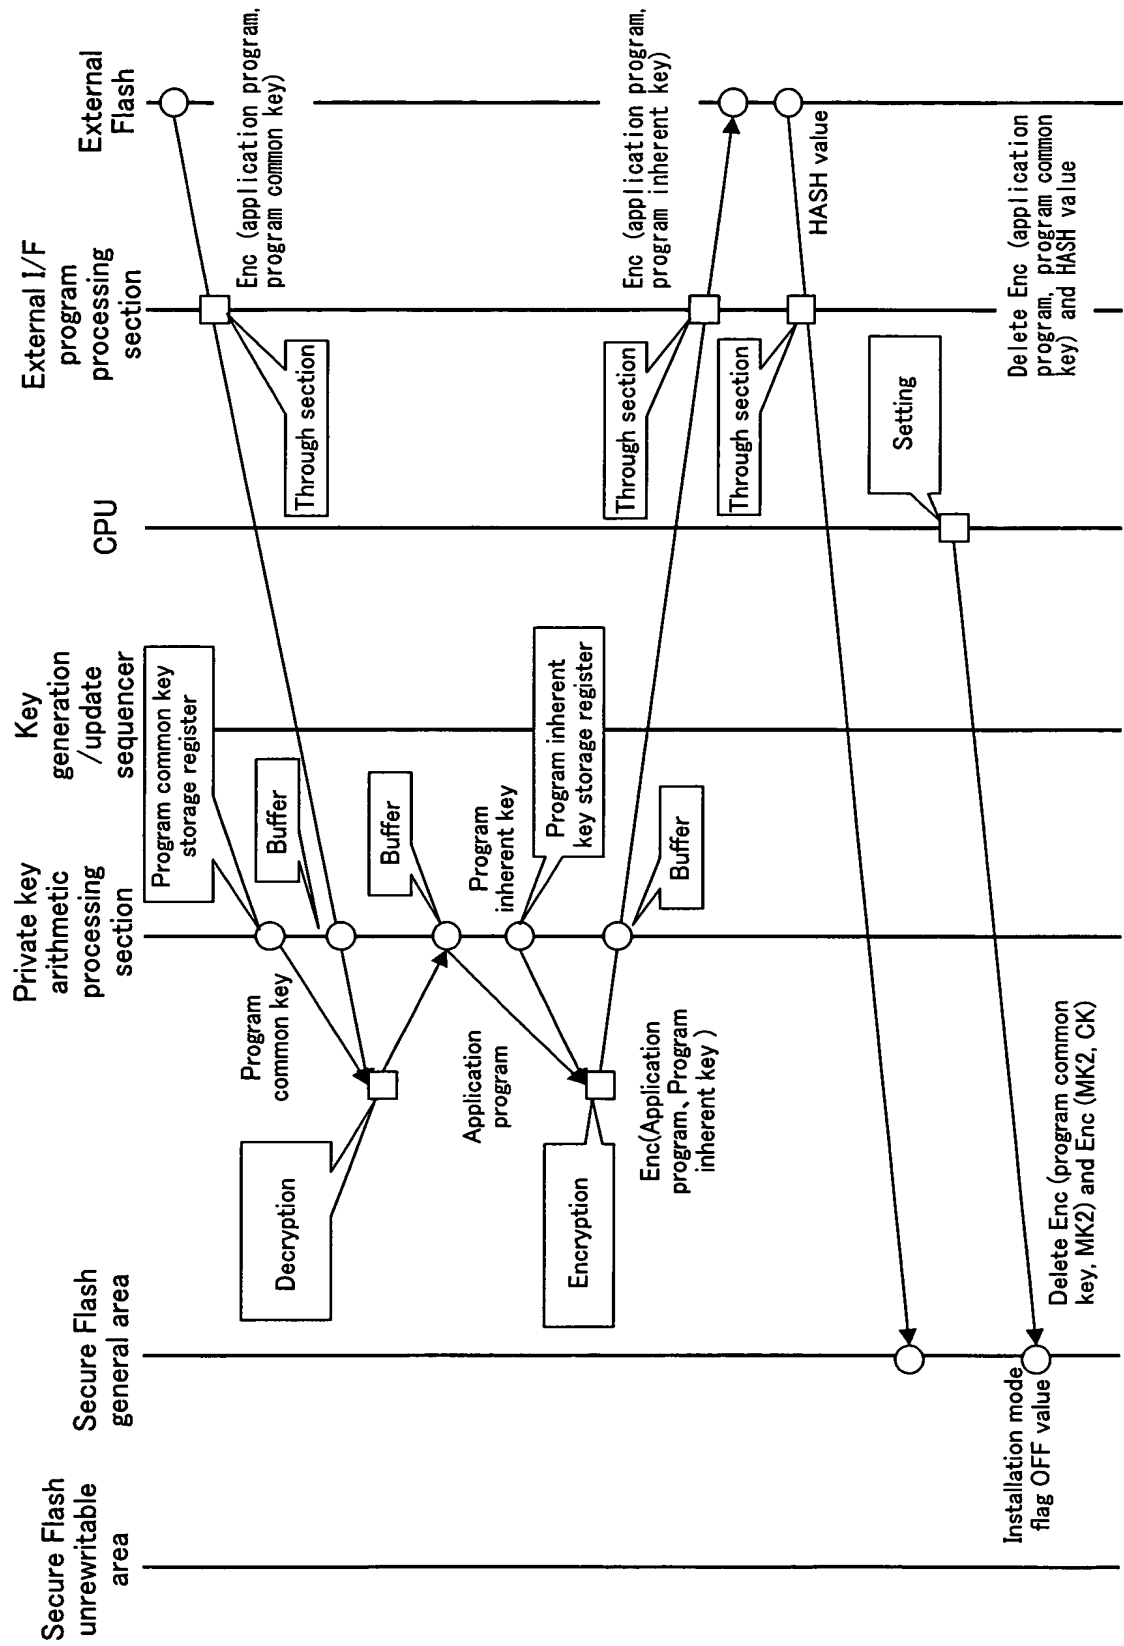 Secure Flash
unrewritable
area
Secure Flash
general area
Private key
arithmetic
processing
section
Key
generation
/update
sequencer
CPU
External I/F
program
processing
section
External
Flash
Enc (application program,
program common key)
Through section
Program common key
storage register
Buffer
Program
common key
Decryption
Buffer
Application
program
Program
inherent key
Program inherent
key storage register
Encryption
Enc(Application
program、Program
inherent key )
Buffer
Through section
Enc (application program,
program inherent key)
Through section
HASH value
Setting
Installation mode
flag OFF value
Delete Enc (program common
key, MK2) and Enc (MK2, CK)
Delete Enc (application
program, program common
key) and HASH value